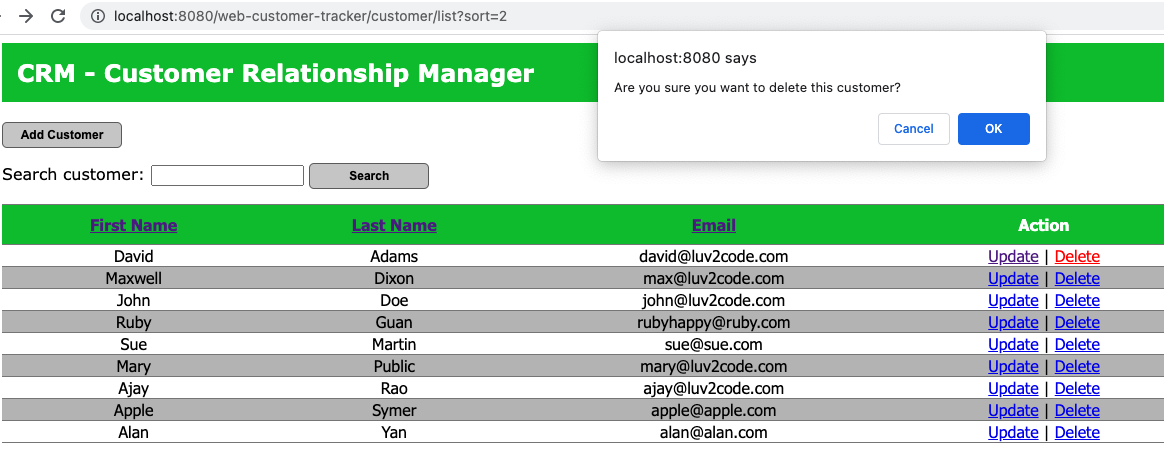 localhost:8080/web-customer-tracker/customer/list?sort=2
localhost:8080 says
Are you sure you want to delete this customer?
Cancel OK
CRM - Customer Relationship Manager
Add Customer
Search customer: Search
First Name Last Name Email Action
David Adams david@luv2code.com Update | Delete
Maxwell Dixon max@luv2code.com Update | Delete
John Doe john@luv2code.com Update | Delete
Ruby Guan rubyhappy@ruby.com Update | Delete
Sue Martin sue@sue.com Update | Delete
Mary Public mary@luv2code.com Update | Delete
Ajay Rao ajay@luv2code.com Update | Delete
Apple Symer apple@apple.com Update | Delete
Alan Yan alan@alan.com Update | Delete